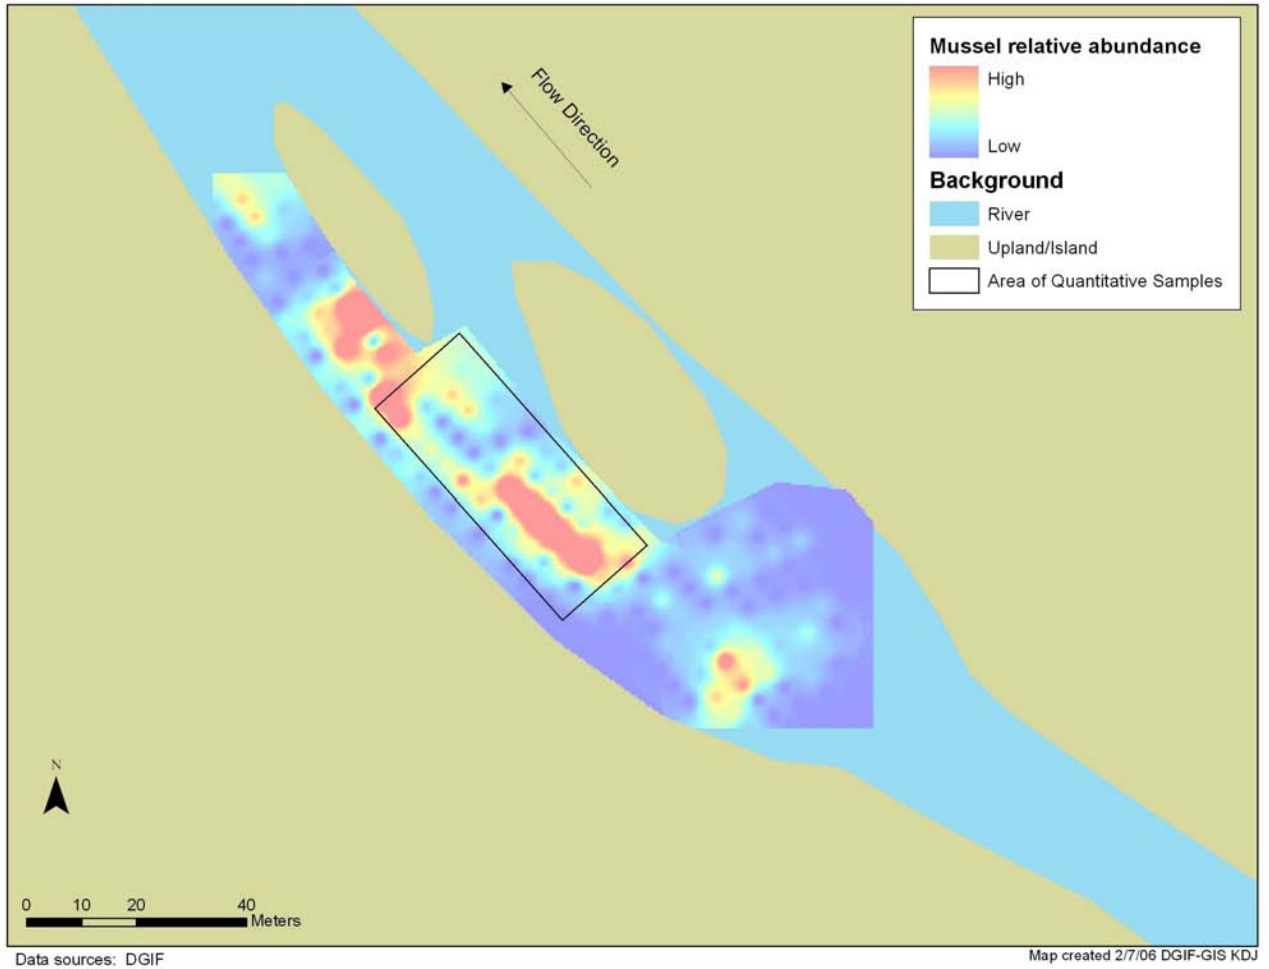 Flow Direction
Mussel relative abundance
High
Low
Background
River
Upland/Island
Area of Quantitative Samples
N
0 10 20 40
Meters
Data sources: DGIF
Map created 2/7/06 DGIF-GIS KDJ